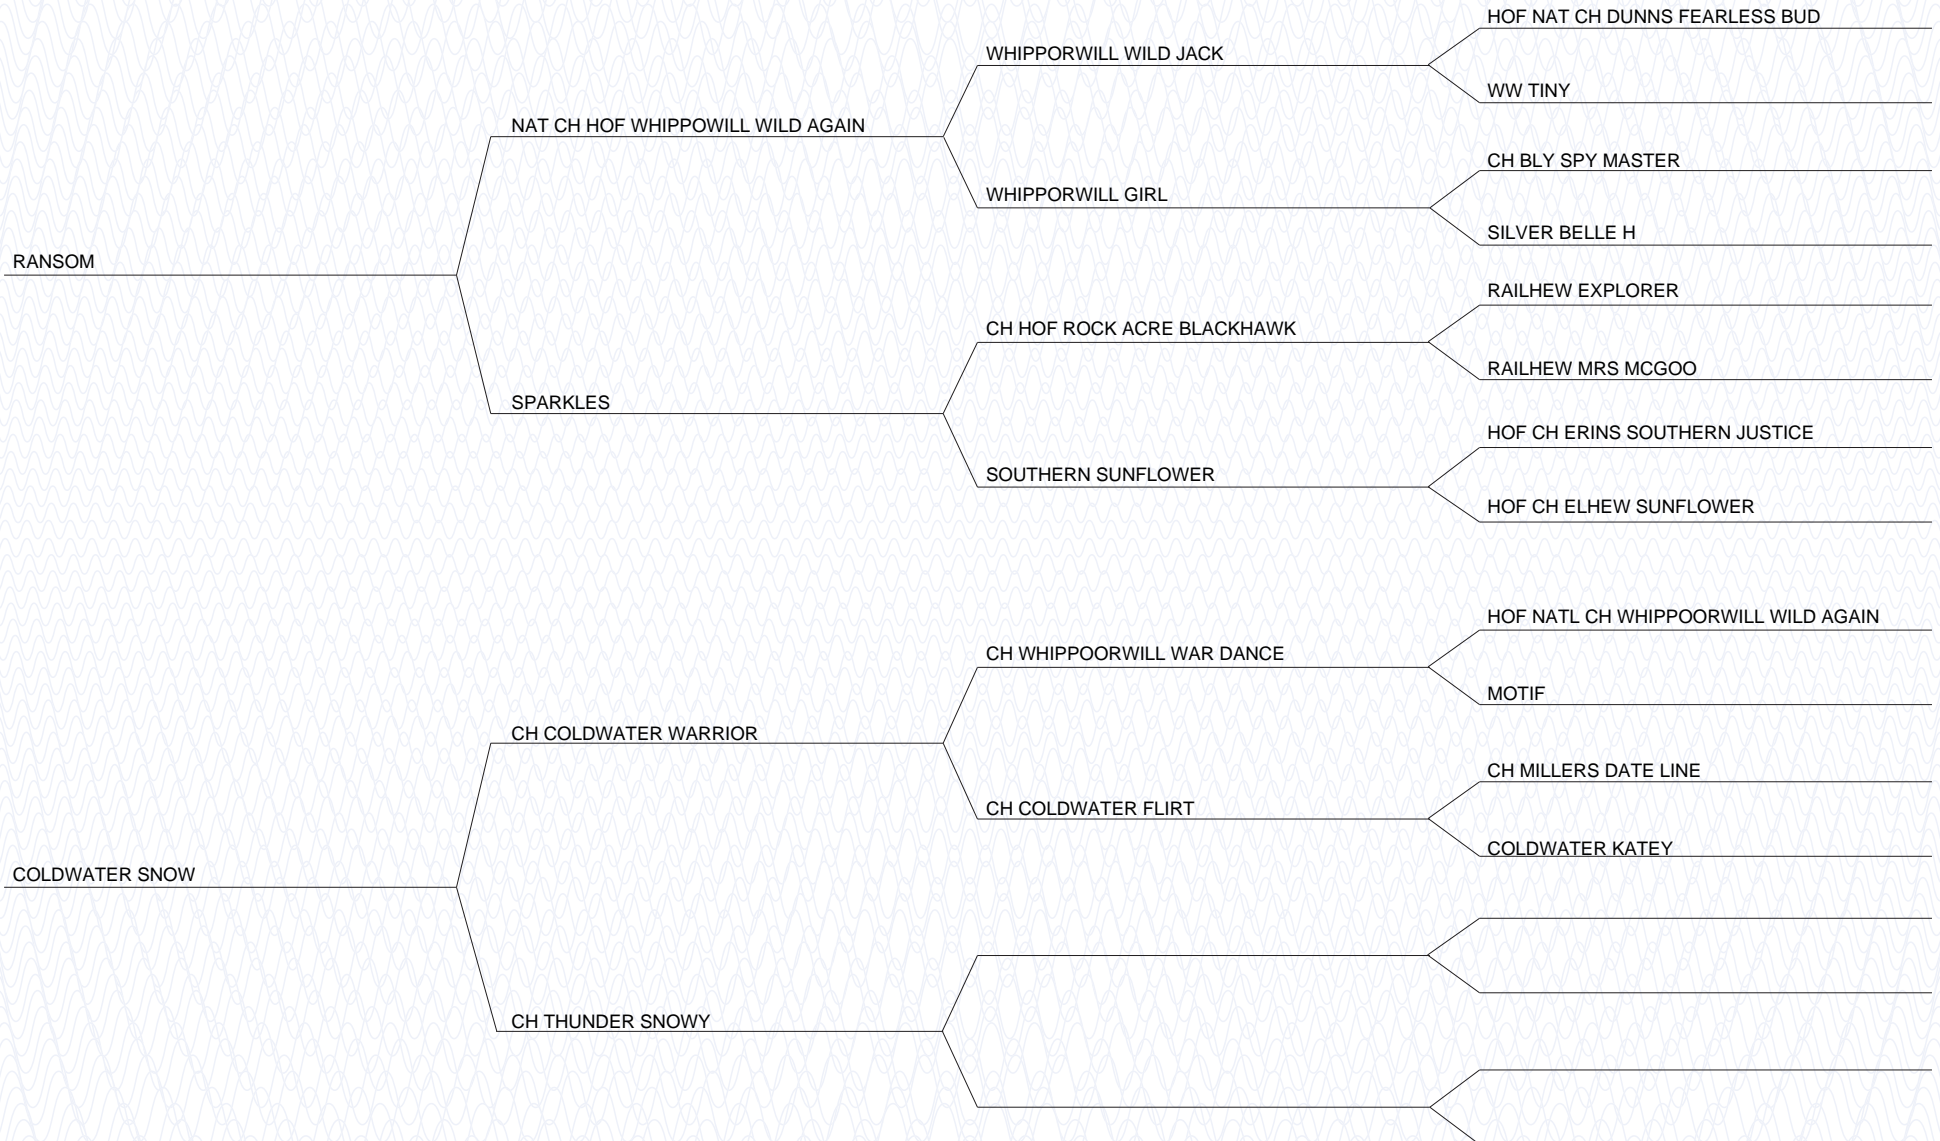 HOF NAT CH DUNNS FEARLESS BUD
WHIPPORWILL WILD JACK
WW TINY
NAT CH HOF WHIPPOWILL WILD AGAIN
CH BLY SPY MASTER
WHIPPORWILL GIRL
SILVER BELLE H
RANSOM
RAILHEW EXPLORER
CH HOF ROCK ACRE BLACKHAWK
RAILHEW MRS MCGOO
SPARKLES
HOF CH ERINS SOUTHERN JUSTICE
SOUTHERN SUNFLOWER
HOF CH ELHEW SUNFLOWER
HOF NATL CH WHIPPOORWILL WILD AGAIN
CH WHIPPOORWILL WAR DANCE
MOTIF
CH COLDWATER WARRIOR
CH MILLERS DATE LINE
CH COLDWATER FLIRT
COLDWATER KATEY
COLDWATER SNOW
CH THUNDER SNOWY